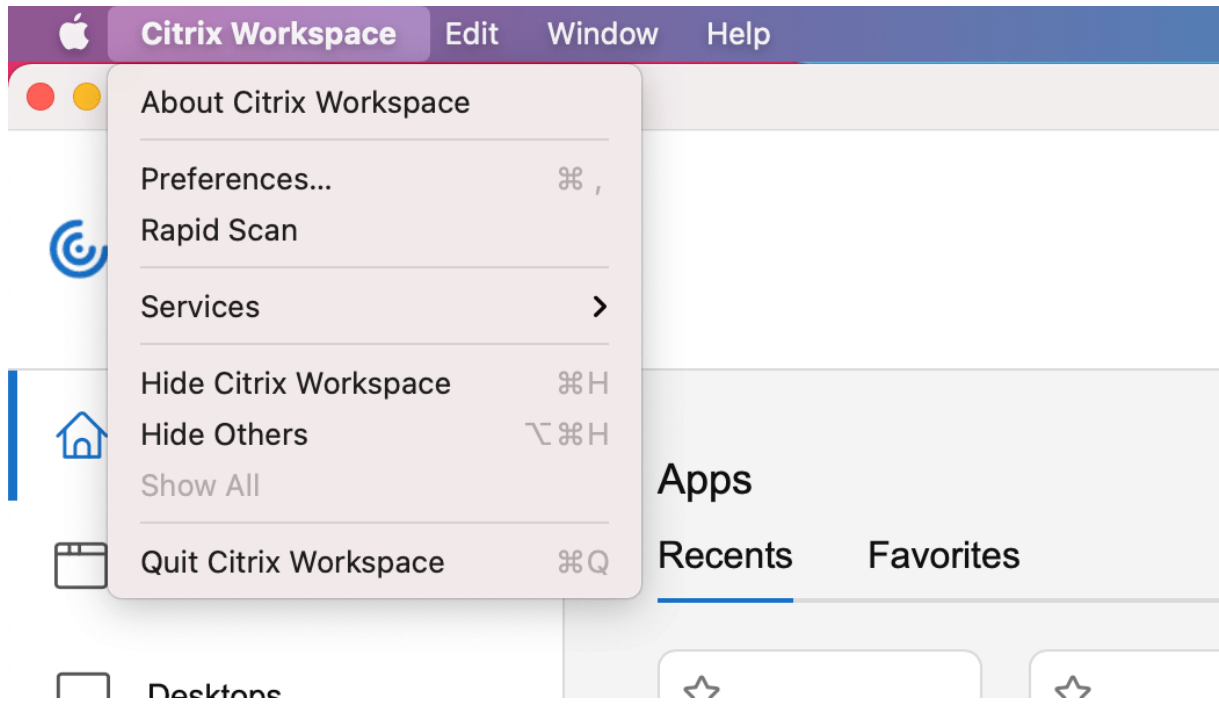 Citrix Workspace Edit Window Help
About Citrix Workspace
Preferences... ⌘ ,
Rapid Scan
Services
Hide Citrix Workspace ⌘H
Hide Others ⌥⌘H
Show All
Quit Citrix Workspace ⌘Q
Apps
Recents Favorites
Desktops